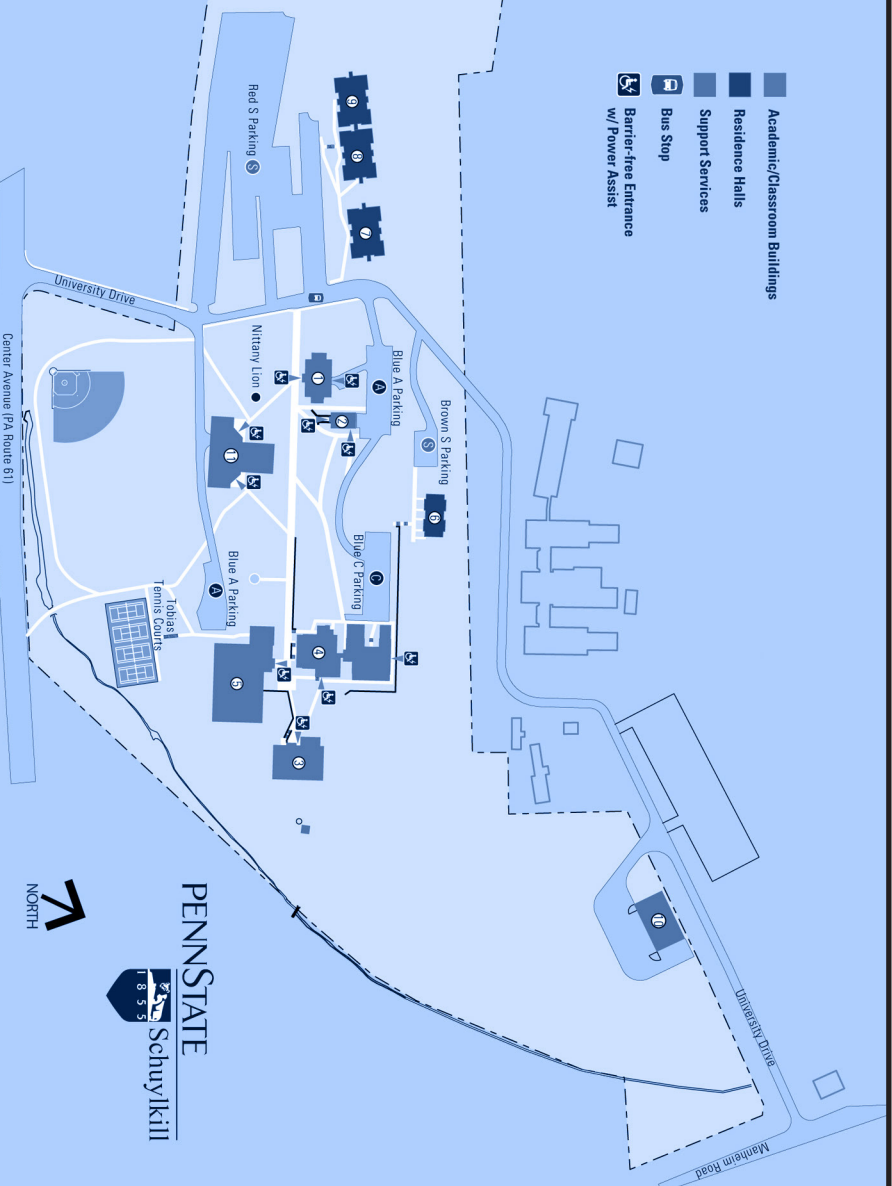 Academic/Classroom Buildings
Residence Halls
Support Services
Bus Stop
Barrier-free Entrance
w/ Power Assist
Red S Parking S
9
8
7
University Drive
Center Avenue (PA Route 61)
Nittany Lion
1
2
Blue A Parking
A
Brown S Parking
S
6
11
Blue C Parking
C
Blue A Parking
A
Tobias
Tennis Courts
4
5
3
10
University Drive
Manheim Road
NORTH
PENNSTATE
1855
Schuylkill